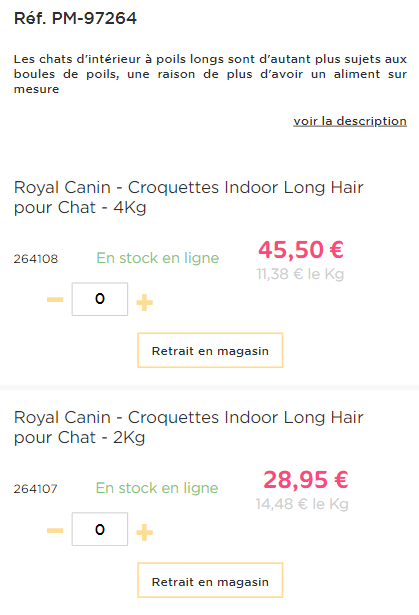 Réf. PM-97264
Les chats d'intérieur à poils longs sont d'autant plus sujets aux
boules de poils, une raison de plus d'avoir un aliment sur
mesure
voir la description
Royal Canin - Croquettes Indoor Long Hair
pour Chat - 4Kg
264108 En stock en ligne 45,50 €
11,38 € le Kg
0
Retrait en magasin
Royal Canin - Croquettes Indoor Long Hair
pour Chat - 2Kg
264107 En stock en ligne 28,95 €
14,48 € le Kg
0
Retrait en magasin